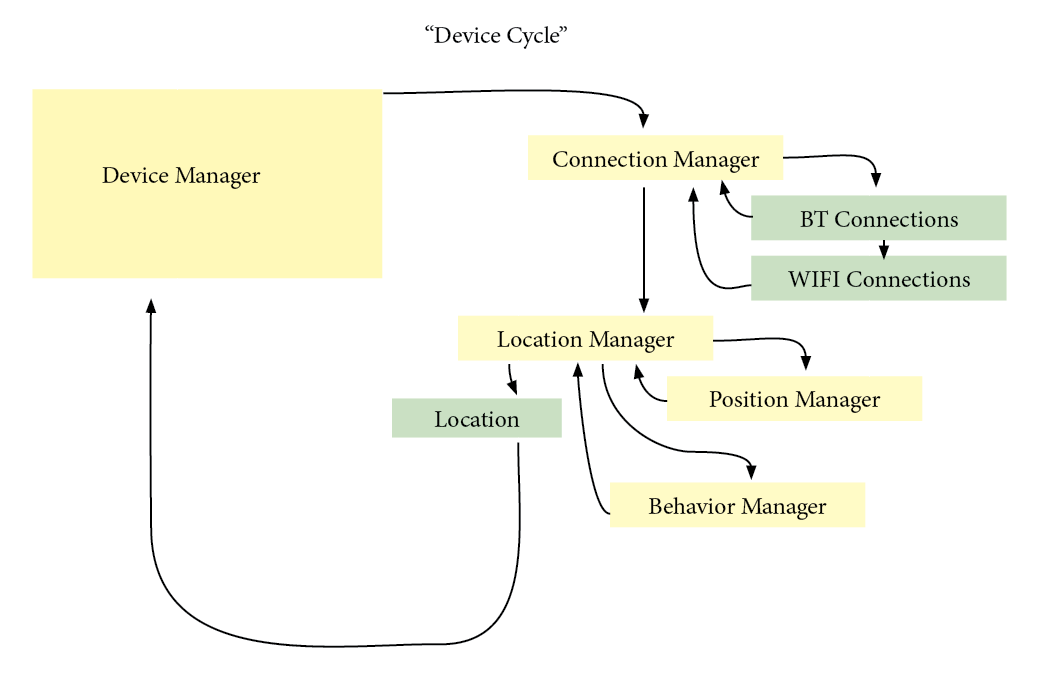 “Device Cycle”
Device Manager
Connection Manager
BT Connections
WIFI Connections
Location Manager
Position Manager
Location
Behavior Manager